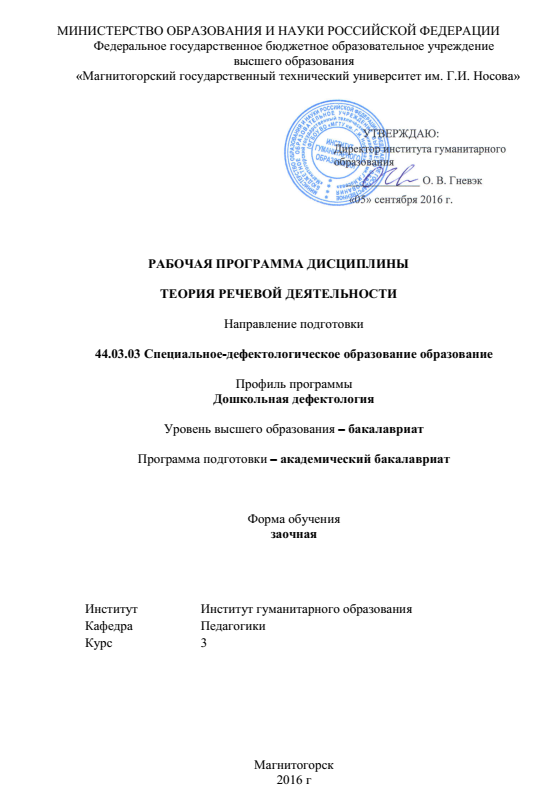 МИНИСТЕРСТВО ОБРАЗОВАНИЯ И НАУКИ РОССИЙСКОЙ ФЕДЕРАЦИИ
Федеральное государственное бюджетное образовательное учреждение
высшего образования
«Магнитогорский государственный технический университет им. Г.И. Носова»
УТВЕРЖДАЮ:
Директор института гуманитарного
образования
О. В. Гневэк
«05» сентября 2016 г.
ИНСТИТУТ
ГУМАНИТАРНОГО
ОБРАЗОВАНИЯ
РАБОЧАЯ ПРОГРАММА ДИСЦИПЛИНЫ
ТЕОРИЯ РЕЧЕВОЙ ДЕЯТЕЛЬНОСТИ
Направление подготовки
44.03.03 Специальное-дефектологическое образование образование
Профиль программы
Дошкольная дефектология
Уровень высшего образования – бакалавриат
Программа подготовки – академический бакалавриат
Форма обучения
заочная
Институт Институт гуманитарного образования
Кафедра Педагогики
Курс 3
Магнитогорск
2016 г